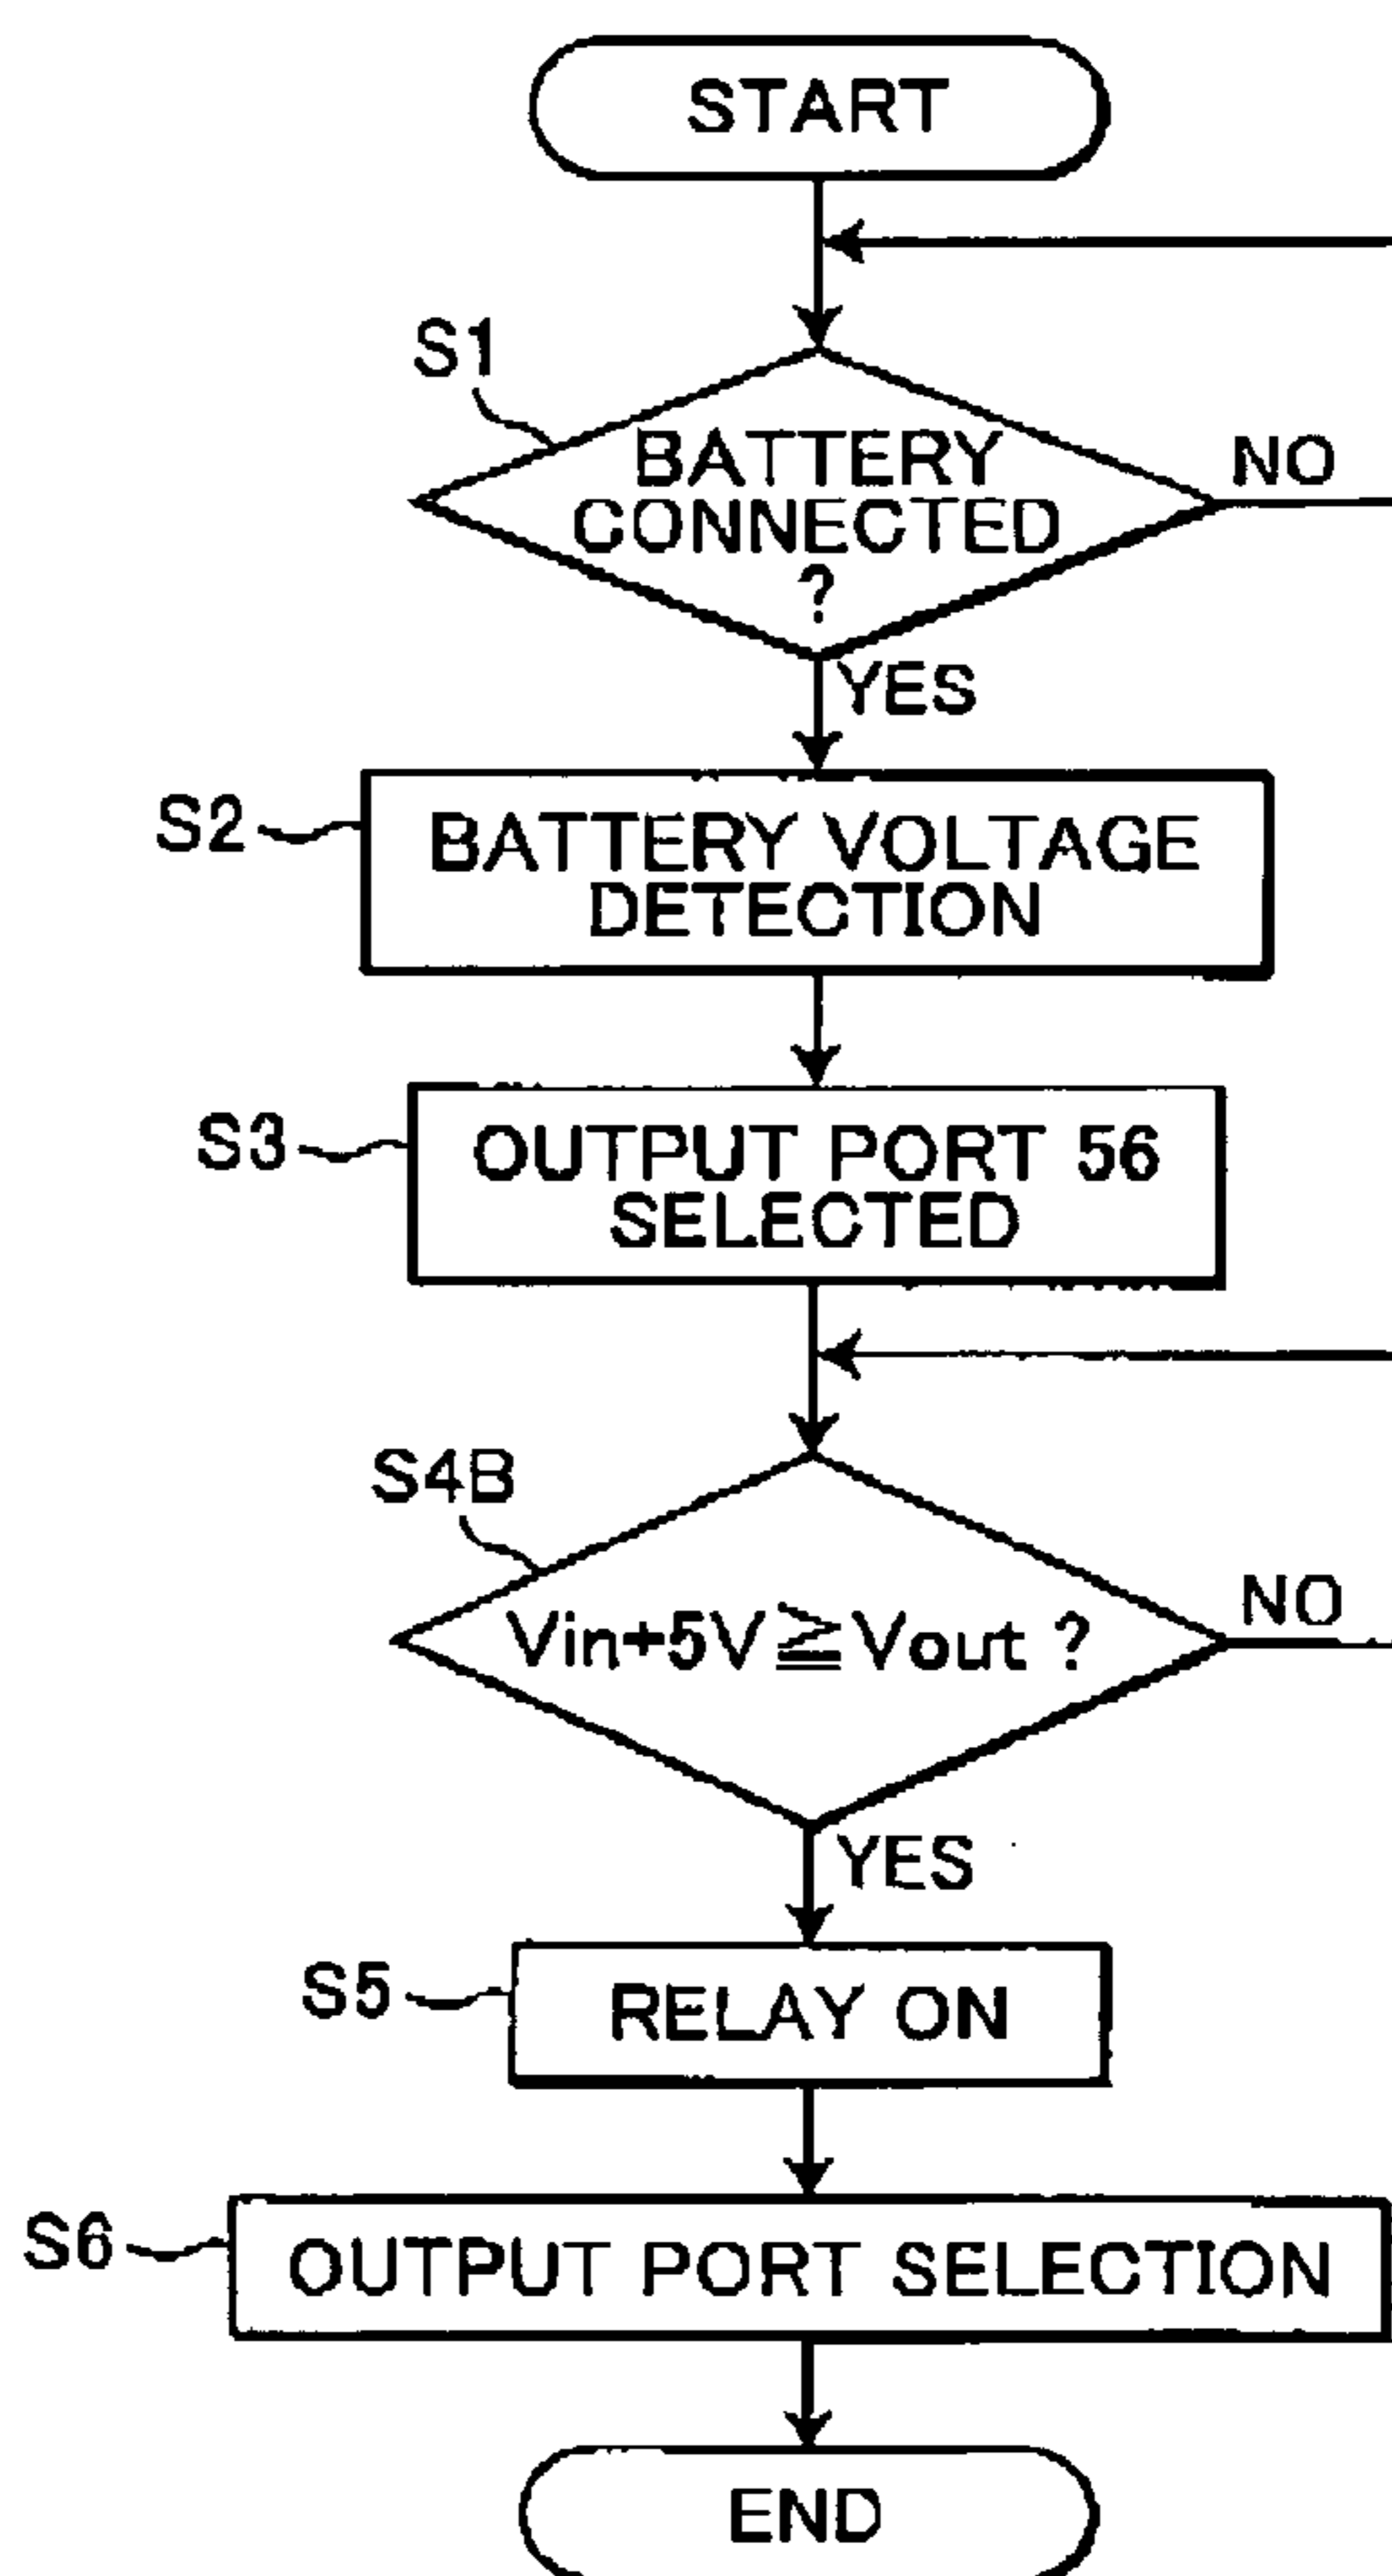 START
S1
BATTERY
CONNECTED
?
NO
YES
S2
BATTERY VOLTAGE
DETECTION
S3
OUTPUT PORT 56
SELECTED
S4B
Vin+5V≧Vout ?
NO
YES
S5
RELAY ON
S6
OUTPUT PORT SELECTION
END